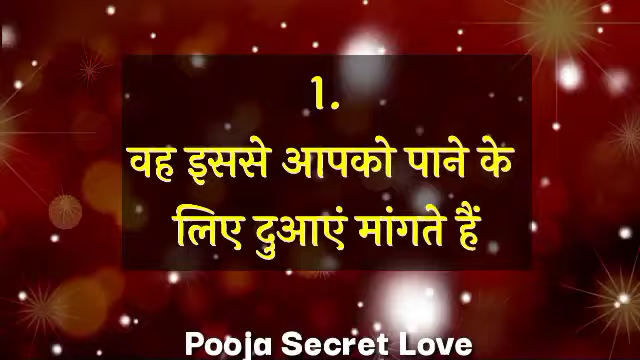 1.
वह इससे आपको पाने के
लिए दुआएं मांगते हैं
Pooja Secret Love